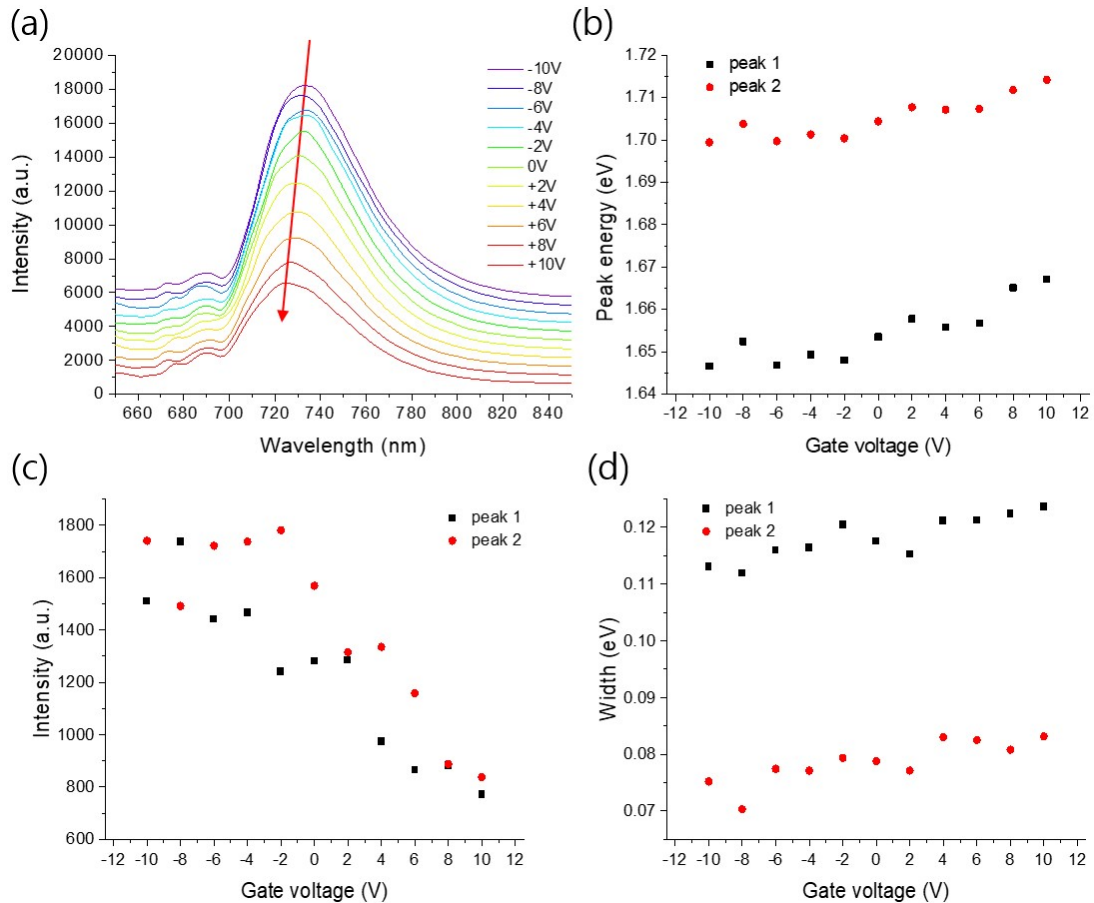 (a)
20000
18000
16000
14000
12000
10000
8000
6000
4000
2000
0
Intensity (a.u.)
660 680 700 720 740 760 780 800 820 840
Wavelength (nm)
-10V
-8V
-6V
-4V
-2V
0V
+2V
+4V
+6V
+8V
+10V
(b)
1.72
1.71
1.70
1.69
1.68
1.67
1.66
1.65
1.64
Peak energy (eV)
peak 1
peak 2
-12 -10 -8 -6 -4 -2 0 2 4 6 8 10 12
Gate voltage (V)
(c)
1800
1600
1400
1200
1000
800
600
Intensity (a.u.)
peak 1
peak 2
-12 -10 -8 -6 -4 -2 0 2 4 6 8 10 12
Gate voltage (V)
(d)
0.12
0.11
0.10
0.09
0.08
0.07
Width (eV)
peak 1
peak 2
-12 -10 -8 -6 -4 -2 0 2 4 6 8 10 12
Gate voltage (V)